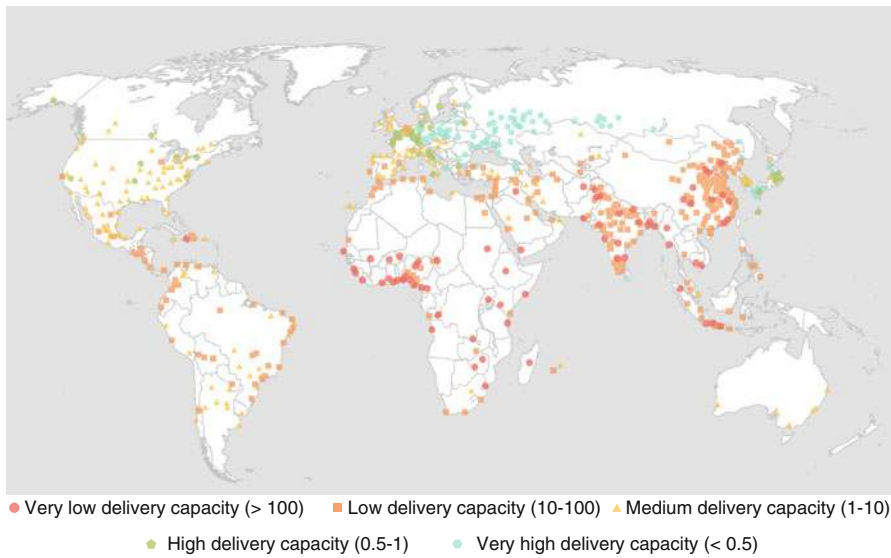 Very low delivery capacity (> 100) Low delivery capacity (10-100) Medium delivery capacity (1-10)
High delivery capacity (0.5-1) Very high delivery capacity (< 0.5)